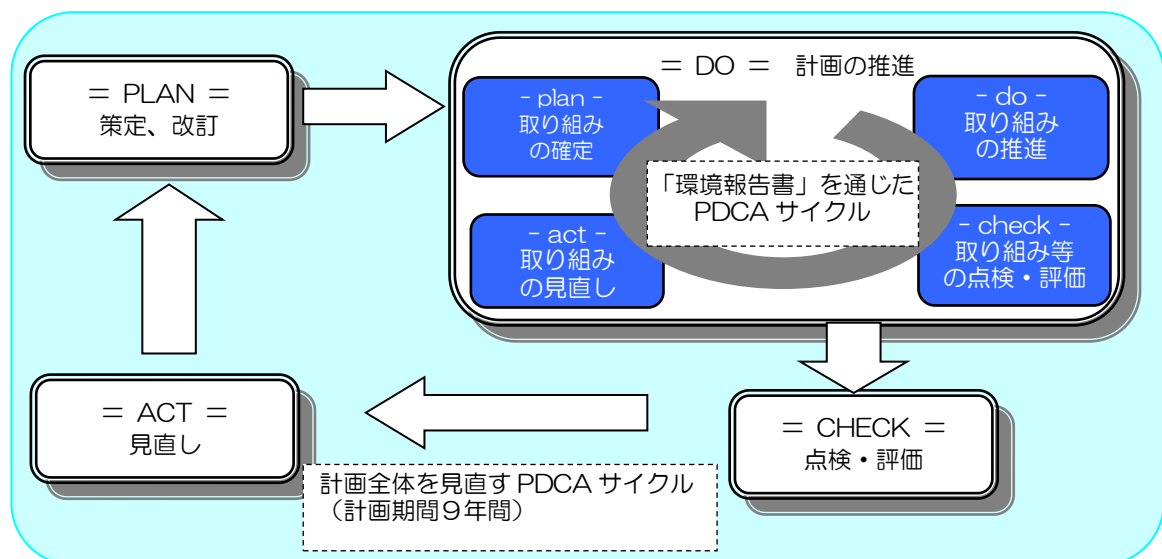 ＝ PLAN ＝
策定、改訂
＝ DO ＝　計画の推進
- plan -
取り組み
の確定
- do -
取り組み
の推進
「環境報告書」を通じた
PDCA サイクル
- act -
取り組み
の見直し
- check -
取り組み等
の点検・評価
＝ CHECK ＝
点検・評価
＝ ACT ＝
見直し
計画全体を見直す PDCA サイクル
（計画期間９年間）